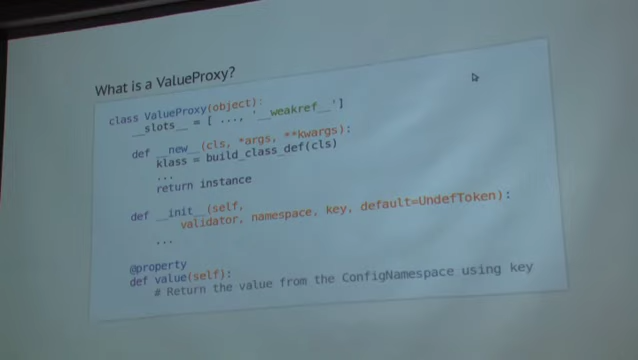 What is a ValueProxy?
class ValueProxy(object):
__slots__ = [ ..., '__weakref__']
def __new__(cls, *args, **kwargs):
klass = build_class_def(cls)
...
return instance
def __init__(self,
validator, namespace, key, default=UndefToken):
...
@property
def value(self):
# Return the value from the ConfigNamespace using key